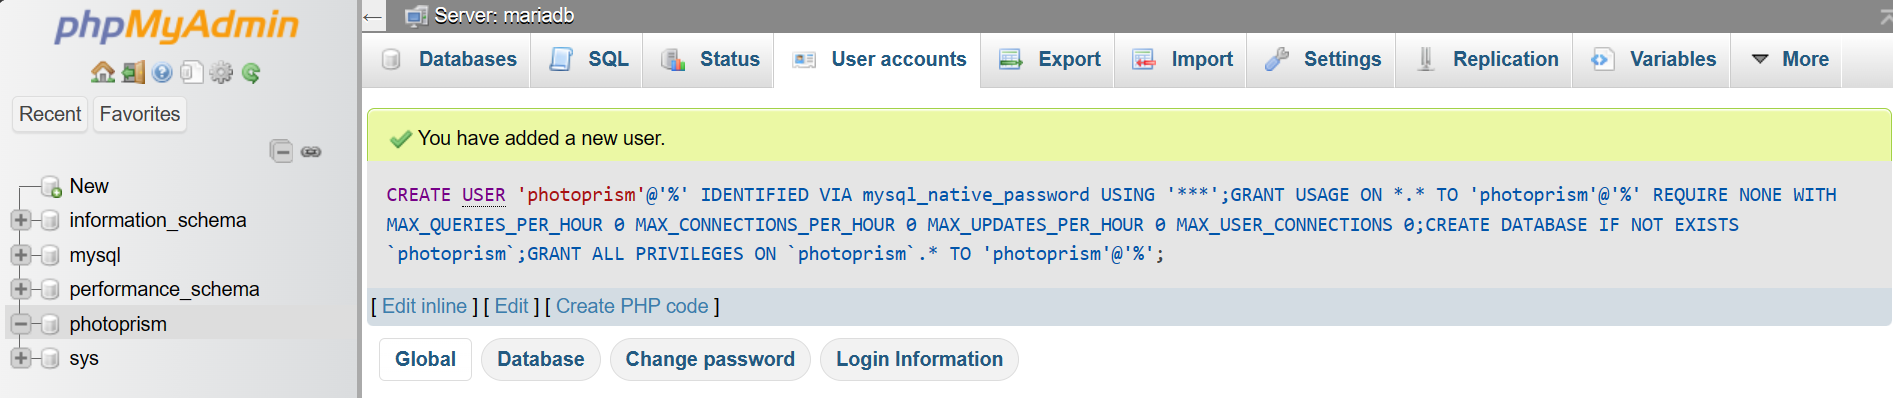 phpMyAdmin
Recent Favorites
New
information_schema
mysql
performance_schema
photoprism
sys
Server: mariadb
Databases SQL Status User accounts Export Import Settings Replication Variables More
You have added a new user.
CREATE USER 'photoprism'@'%' IDENTIFIED VIA mysql_native_password USING '***';GRANT USAGE ON *.* TO 'photoprism'@'%' REQUIRE NONE WITH
MAX_QUERIES_PER_HOUR 0 MAX_CONNECTIONS_PER_HOUR 0 MAX_UPDATES_PER_HOUR 0 MAX_USER_CONNECTIONS 0;CREATE DATABASE IF NOT EXISTS
`photoprism`;GRANT ALL PRIVILEGES ON `photoprism`.* TO 'photoprism'@'%';
[ Edit inline ] [ Edit ] [ Create PHP code ]
Global Database Change password Login Information